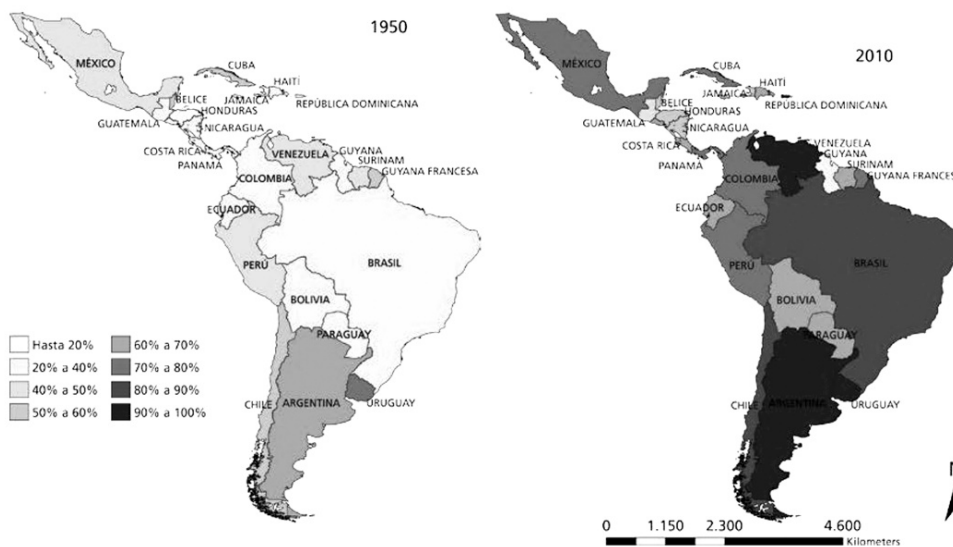 1950
MÉXICO
CUBA
HAITÍ
JAMAICA
REPÚBLICA DOMINICANA
BELICE
HONDURAS
GUATEMALA
NICARAGUA
COSTA RICA
PANAMÁ
VENEZUELA
GUYANA
SURINAM
GUYANA FRANCESA
COLOMBIA
ECUADOR
PERÚ
BRASIL
BOLIVIA
PARAGUAY
CHILE
ARGENTINA
URUGUAY
Hasta 20%
20% a 40%
40% a 50%
50% a 60%
60% a 70%
70% a 80%
80% a 90%
90% a 100%
2010
MÉXICO
CUBA
HAITÍ
JAMAICA
REPÚBLICA DOMINICANA
BELICE
HONDURAS
GUATEMALA
NICARAGUA
COSTA RICA
PANAMÁ
VENEZUELA
GUYANA
SURINAM
GUYANA FRANCES
COLOMBIA
ECUADOR
PERÚ
BRASIL
BOLIVIA
PARAGUAY
CHILE
ARGENTINA
URUGUAY
N
0 1.150 2.300 4.600
Kilometers